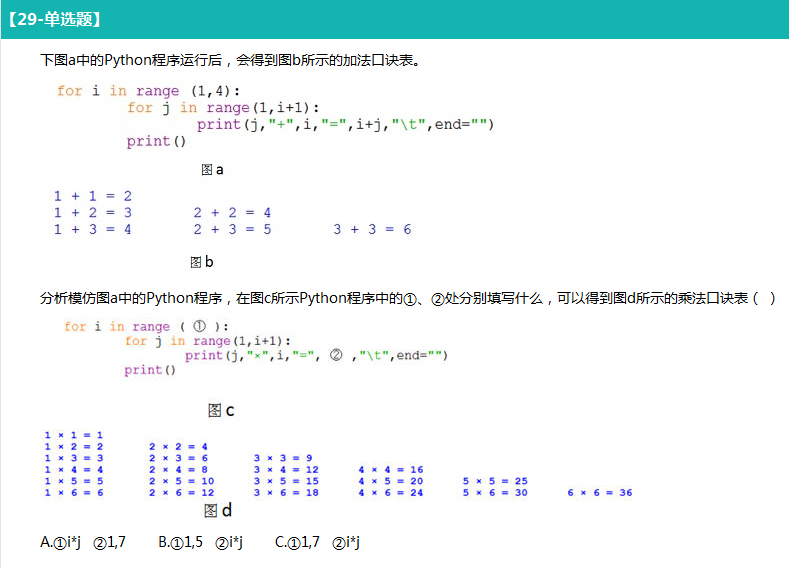 【29-单选题】
下图a中的Python程序运行后，会得到图b所示的加法口诀表。
for i in range (1,4):
for j in range(1,i+1):
print(j,"+",i,"=",i+j,"\t",end="")
print()
图a
1 + 1 = 2
1 + 2 = 3 2 + 2 = 4
1 + 3 = 4 2 + 3 = 5 3 + 3 = 6
图b
分析模仿图a中的Python程序，在图c所示Python程序中的①、②处分别填写什么，可以得到图d所示的乘法口诀表（ ）
for i in range ( ① ):
for j in range(1,i+1):
print(j,"×",i,"=", ② ,"\t",end="")
print()
图c
1 × 1 = 1
1 × 2 = 2 2 × 2 = 4
1 × 3 = 3 2 × 3 = 6 3 × 3 = 9
1 × 4 = 4 2 × 4 = 8 3 × 4 = 12 4 × 4 = 16
1 × 5 = 5 2 × 5 = 10 3 × 5 = 15 4 × 5 = 20 5 × 5 = 25
1 × 6 = 6 2 × 6 = 12 3 × 6 = 18 4 × 6 = 24 5 × 6 = 30 6 × 6 = 36
图d
A.①i*j ②1,7 B.①1,5 ②i*j C.①1,7 ②i*j